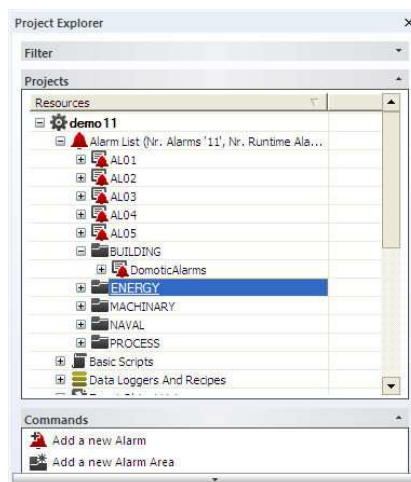 Project Explorer
Filter
Projects
Resources
demo11
Alarm List (Nr. Alarms '11', Nr. Runtime Ala...
AL01
AL02
AL03
AL04
AL05
BUILDING
DomoticAlarms
ENERGY
MACHINARY
NAVAL
PROCESS
Basic Scripts
Data Loggers And Recipes
Commands
Add a new Alarm
Add a new Alarm Area